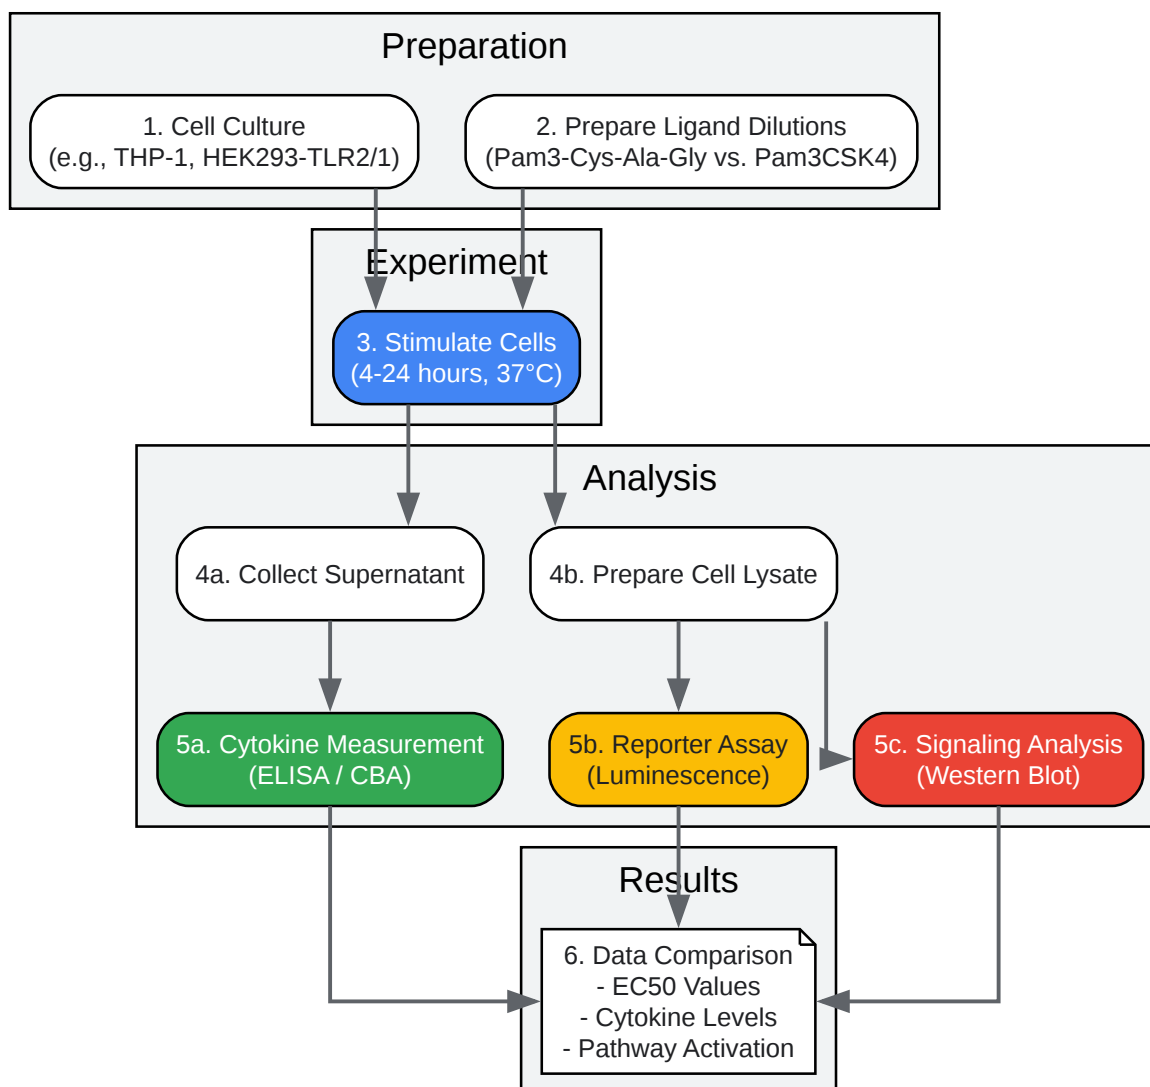 Preparation
1. Cell Culture
(e.g., THP-1, HEK293-TLR2/1)
2. Prepare Ligand Dilutions
(Pam3-Cys-Ala-Gly vs. Pam3CSK4)
Experiment
3. Stimulate Cells
(4-24 hours, 37°C)
Analysis
4a. Collect Supernatant
4b. Prepare Cell Lysate
5a. Cytokine Measurement
(ELISA / CBA)
5b. Reporter Assay
(Luminescence)
5c. Signaling Analysis
(Western Blot)
Results
6. Data Comparison
- EC50 Values
- Cytokine Levels
- Pathway Activation